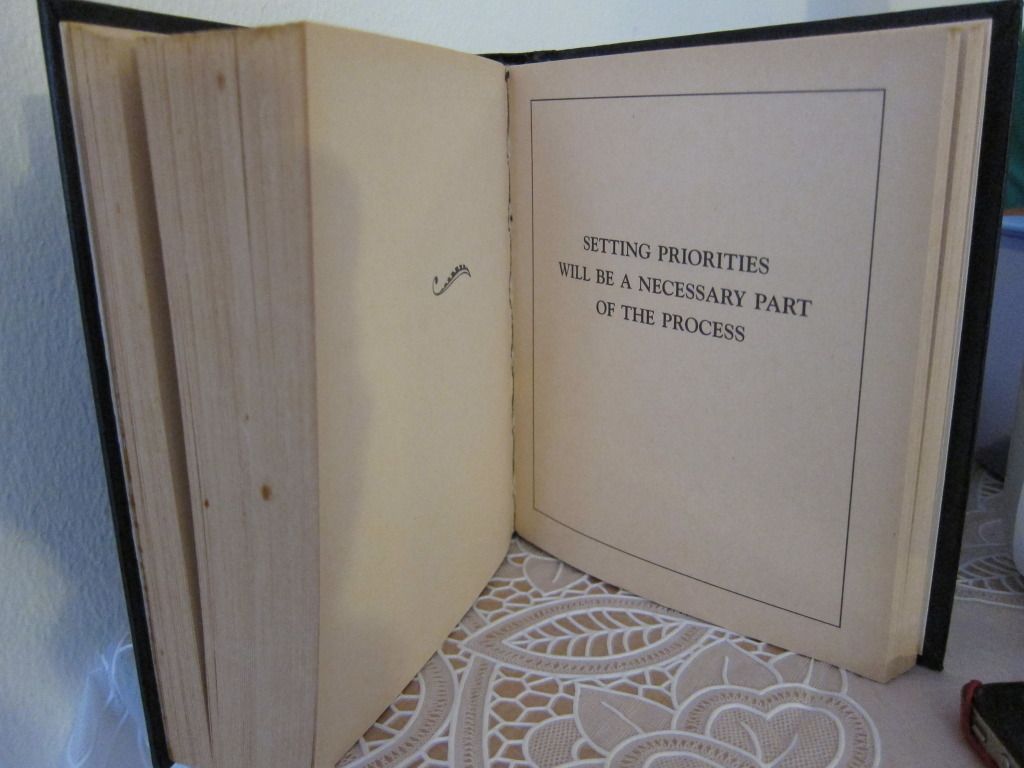 SETTING PRIORITIES
WILL BE A NECESSARY PART
OF THE PROCESS